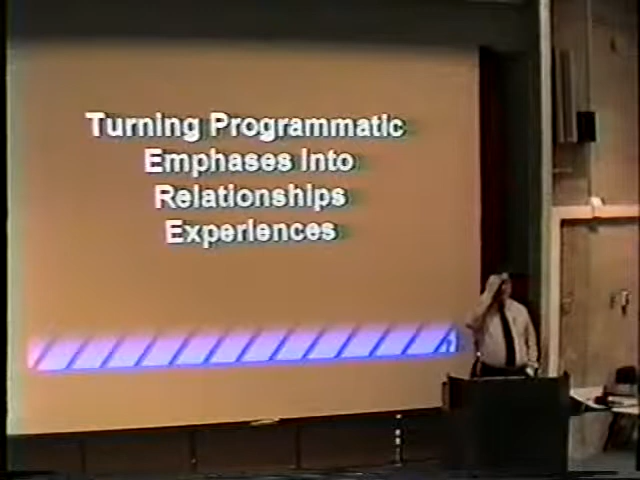 Turning Programmatic
Emphases Into
Relationships
Experiences